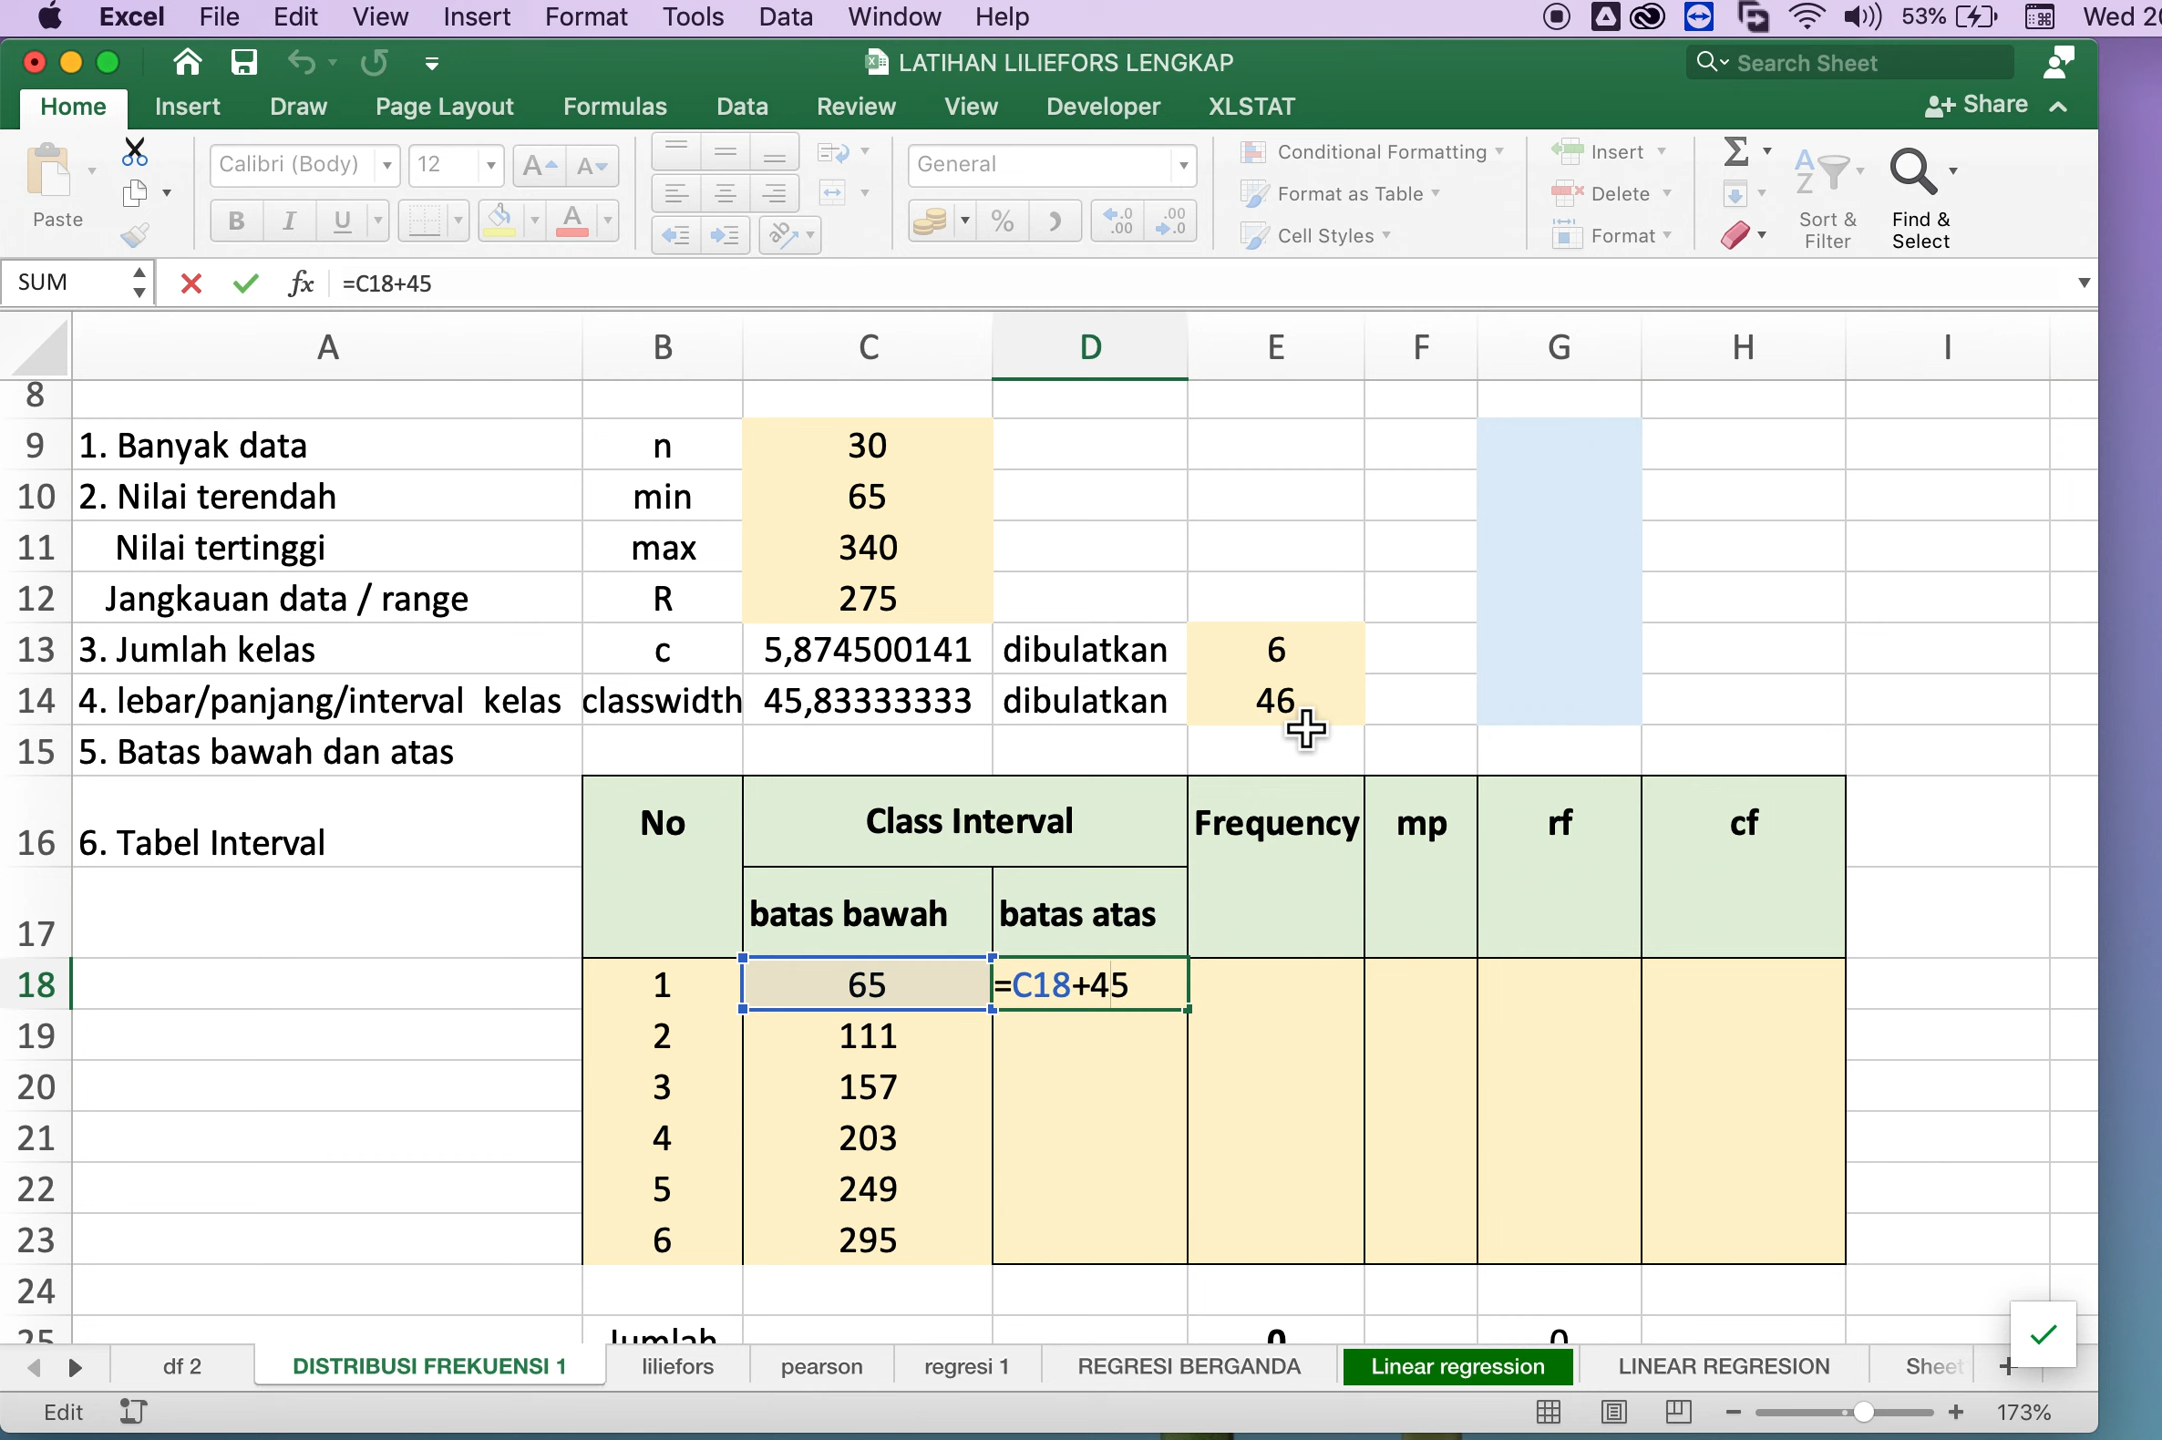 Excel File Edit View Insert Format Tools Data Window Help 53% Wed 2
LATIHAN LILIEFORS LENGKAP Search Sheet
Home Insert Draw Page Layout Formulas Data Review View Developer XLSTAT Share
Calibri (Body) 12 General Conditional Formatting Insert
Format as Table Delete
Paste B I U Cell Styles Format Sort & Filter Find & Select
SUM fx =C18+45
A B C D E F G H I
8
9 1. Banyak data n 30
10 2. Nilai terendah min 65
11 Nilai tertinggi max 340
12 Jangkauan data / range R 275
13 3. Jumlah kelas c 5,874500141 dibulatkan 6
14 4. lebar/panjang/interval kelas classwidth 45,83333333 dibulatkan 46
15 5. Batas bawah dan atas
16 6. Tabel Interval No Class Interval Frequency mp rf cf
17 batas bawah batas atas
18 1 65 =C18+45
19 2 111
20 3 157
21 4 203
22 5 249
23 6 295
24
25 Jumlah 0 0
df 2 DISTRIBUSI FREKUENSI 1 liliefors pearson regresi 1 REGRESI BERGANDA Linear regression LINEAR REGRESION Sheet
Edit 173%